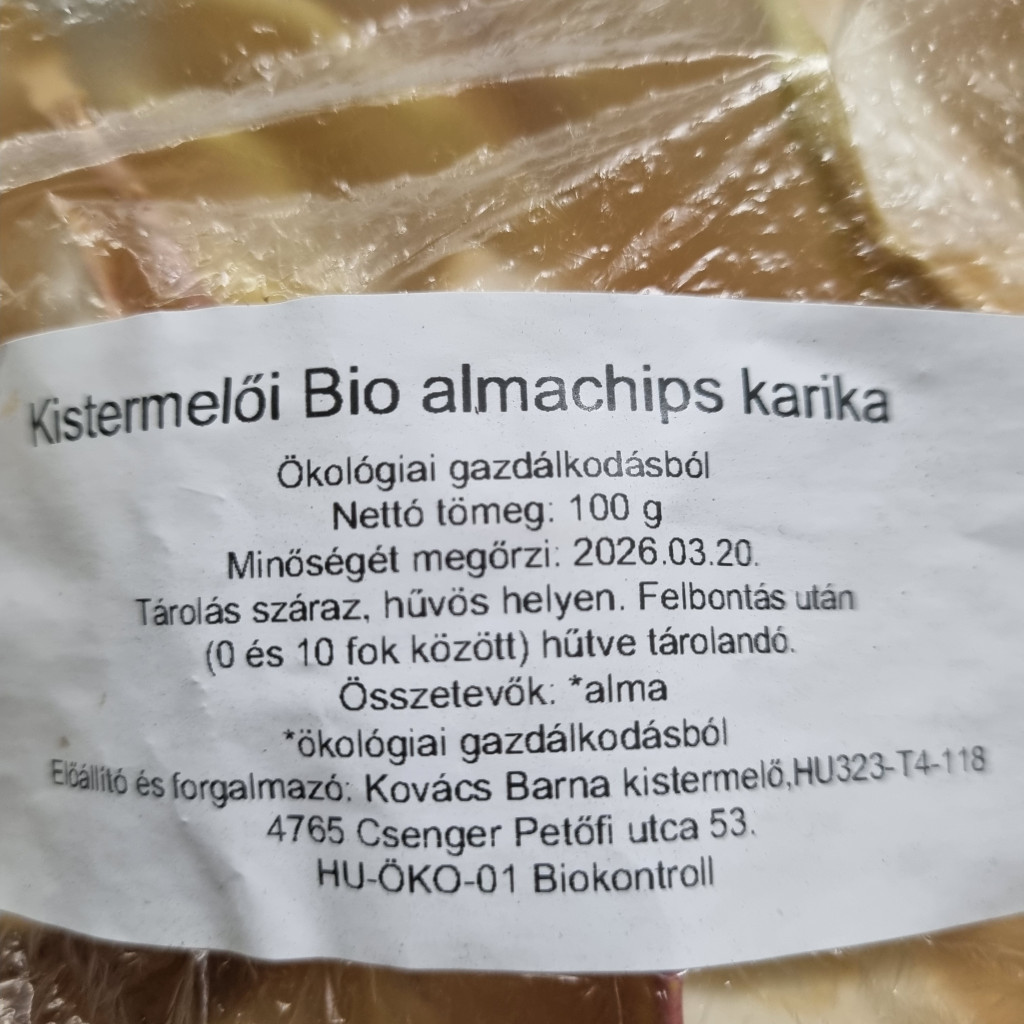 Kistermelői Bio almachips karika
Ökológiai gazdálkodásból
Nettó tömeg: 100 g
Minőségét megőrzi: 2026.03.20.
Tárolás száraz, hűvös helyen. Felbontás után
(0 és 10 fok között) hűtve tárolandó.
Összetevők: *alma
*ökológiai gazdálkodásból
Előállító és forgalmazó: Kovács Barna kistermelő,HU323-T4-118
4765 Csenger Petőfi utca 53.
HU-ÖKO-01 Biokontroll